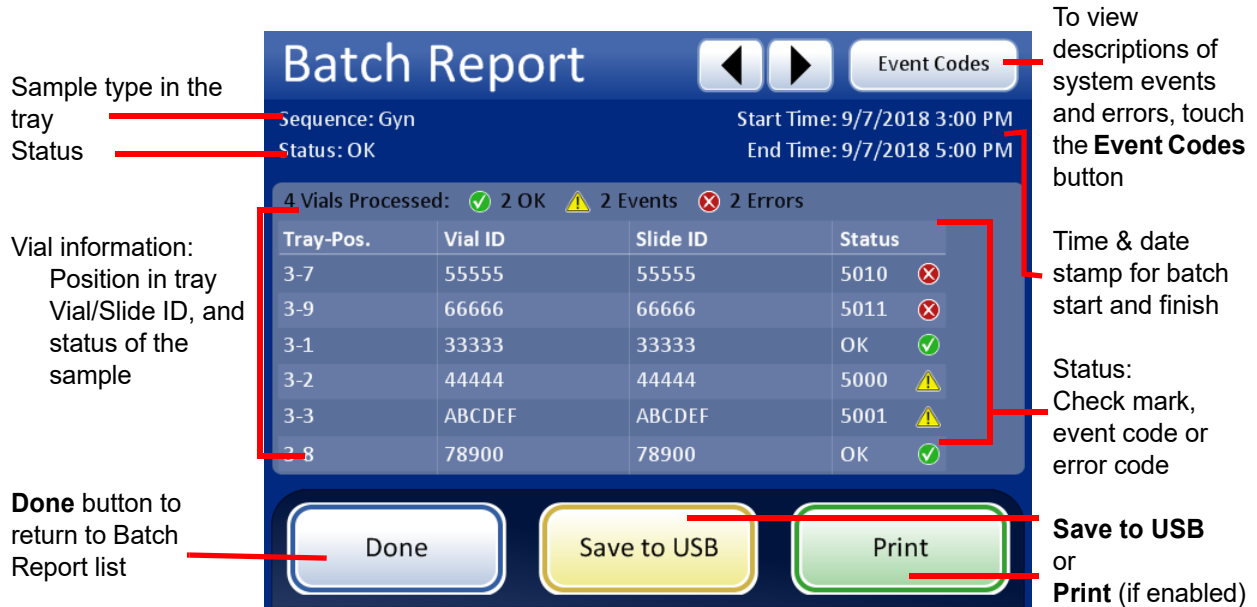 Sample type in the
tray
Status
Vial information:
Position in tray
Vial/Slide ID, and
status of the
sample
Done button to
return to Batch
Report list
Batch Report
Event Codes
Sequence: Gyn
Start Time: 9/7/2018 3:00 PM
Status: OK
End Time: 9/7/2018 5:00 PM
4 Vials Processed: 2 OK 2 Events 2 Errors
Tray-Pos. Vial ID Slide ID Status
3-7 55555 55555 5010
3-9 66666 66666 5011
3-1 33333 33333 OK
3-2 44444 44444 5000
3-3 ABCDEF ABCDEF 5001
3-8 78900 78900 OK
Done Save to USB Print
To view
descriptions of
system events
and errors, touch
the Event Codes
button
Time & date
stamp for batch
start and finish
Status:
Check mark,
event code or
error code
Save to USB
or
Print (if enabled)